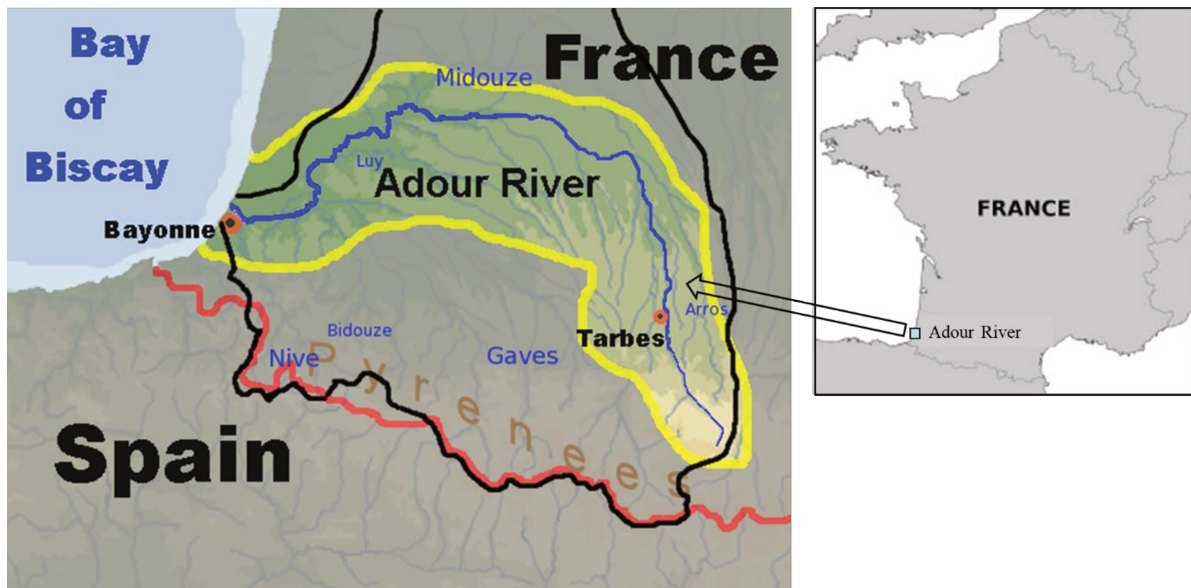 Bay
of
Biscay
France
Midouze
Luy
Adour River
Bayonne
Arros
Tarbes
Bidouze
Nive
Gaves
Pyrenees
Spain
FRANCE
Adour River